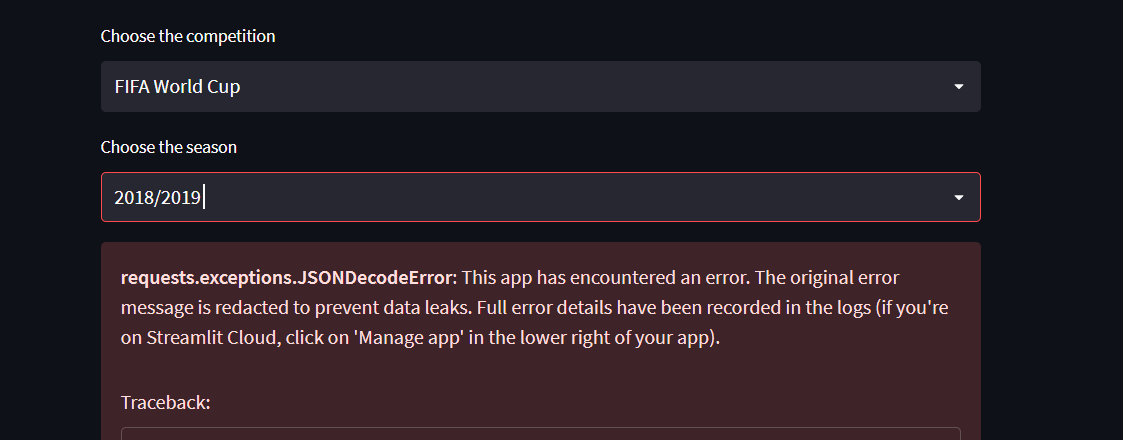 Choose the competition
FIFA World Cup
Choose the season
2018/2019
requests.exceptions.JSONDecodeError: This app has encountered an error. The original error
message is redacted to prevent data leaks. Full error details have been recorded in the logs (if you're
on Streamlit Cloud, click on 'Manage app' in the lower right of your app).
Traceback: